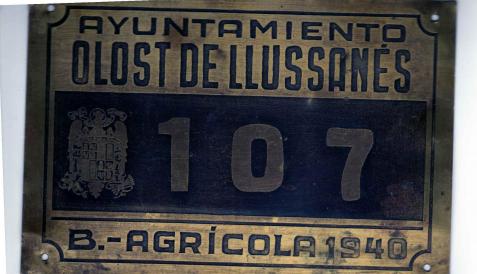 AYUNTAMIENTO
OLOST DE LLUSSANÉS
107
B.-AGRÍCOLA 1940